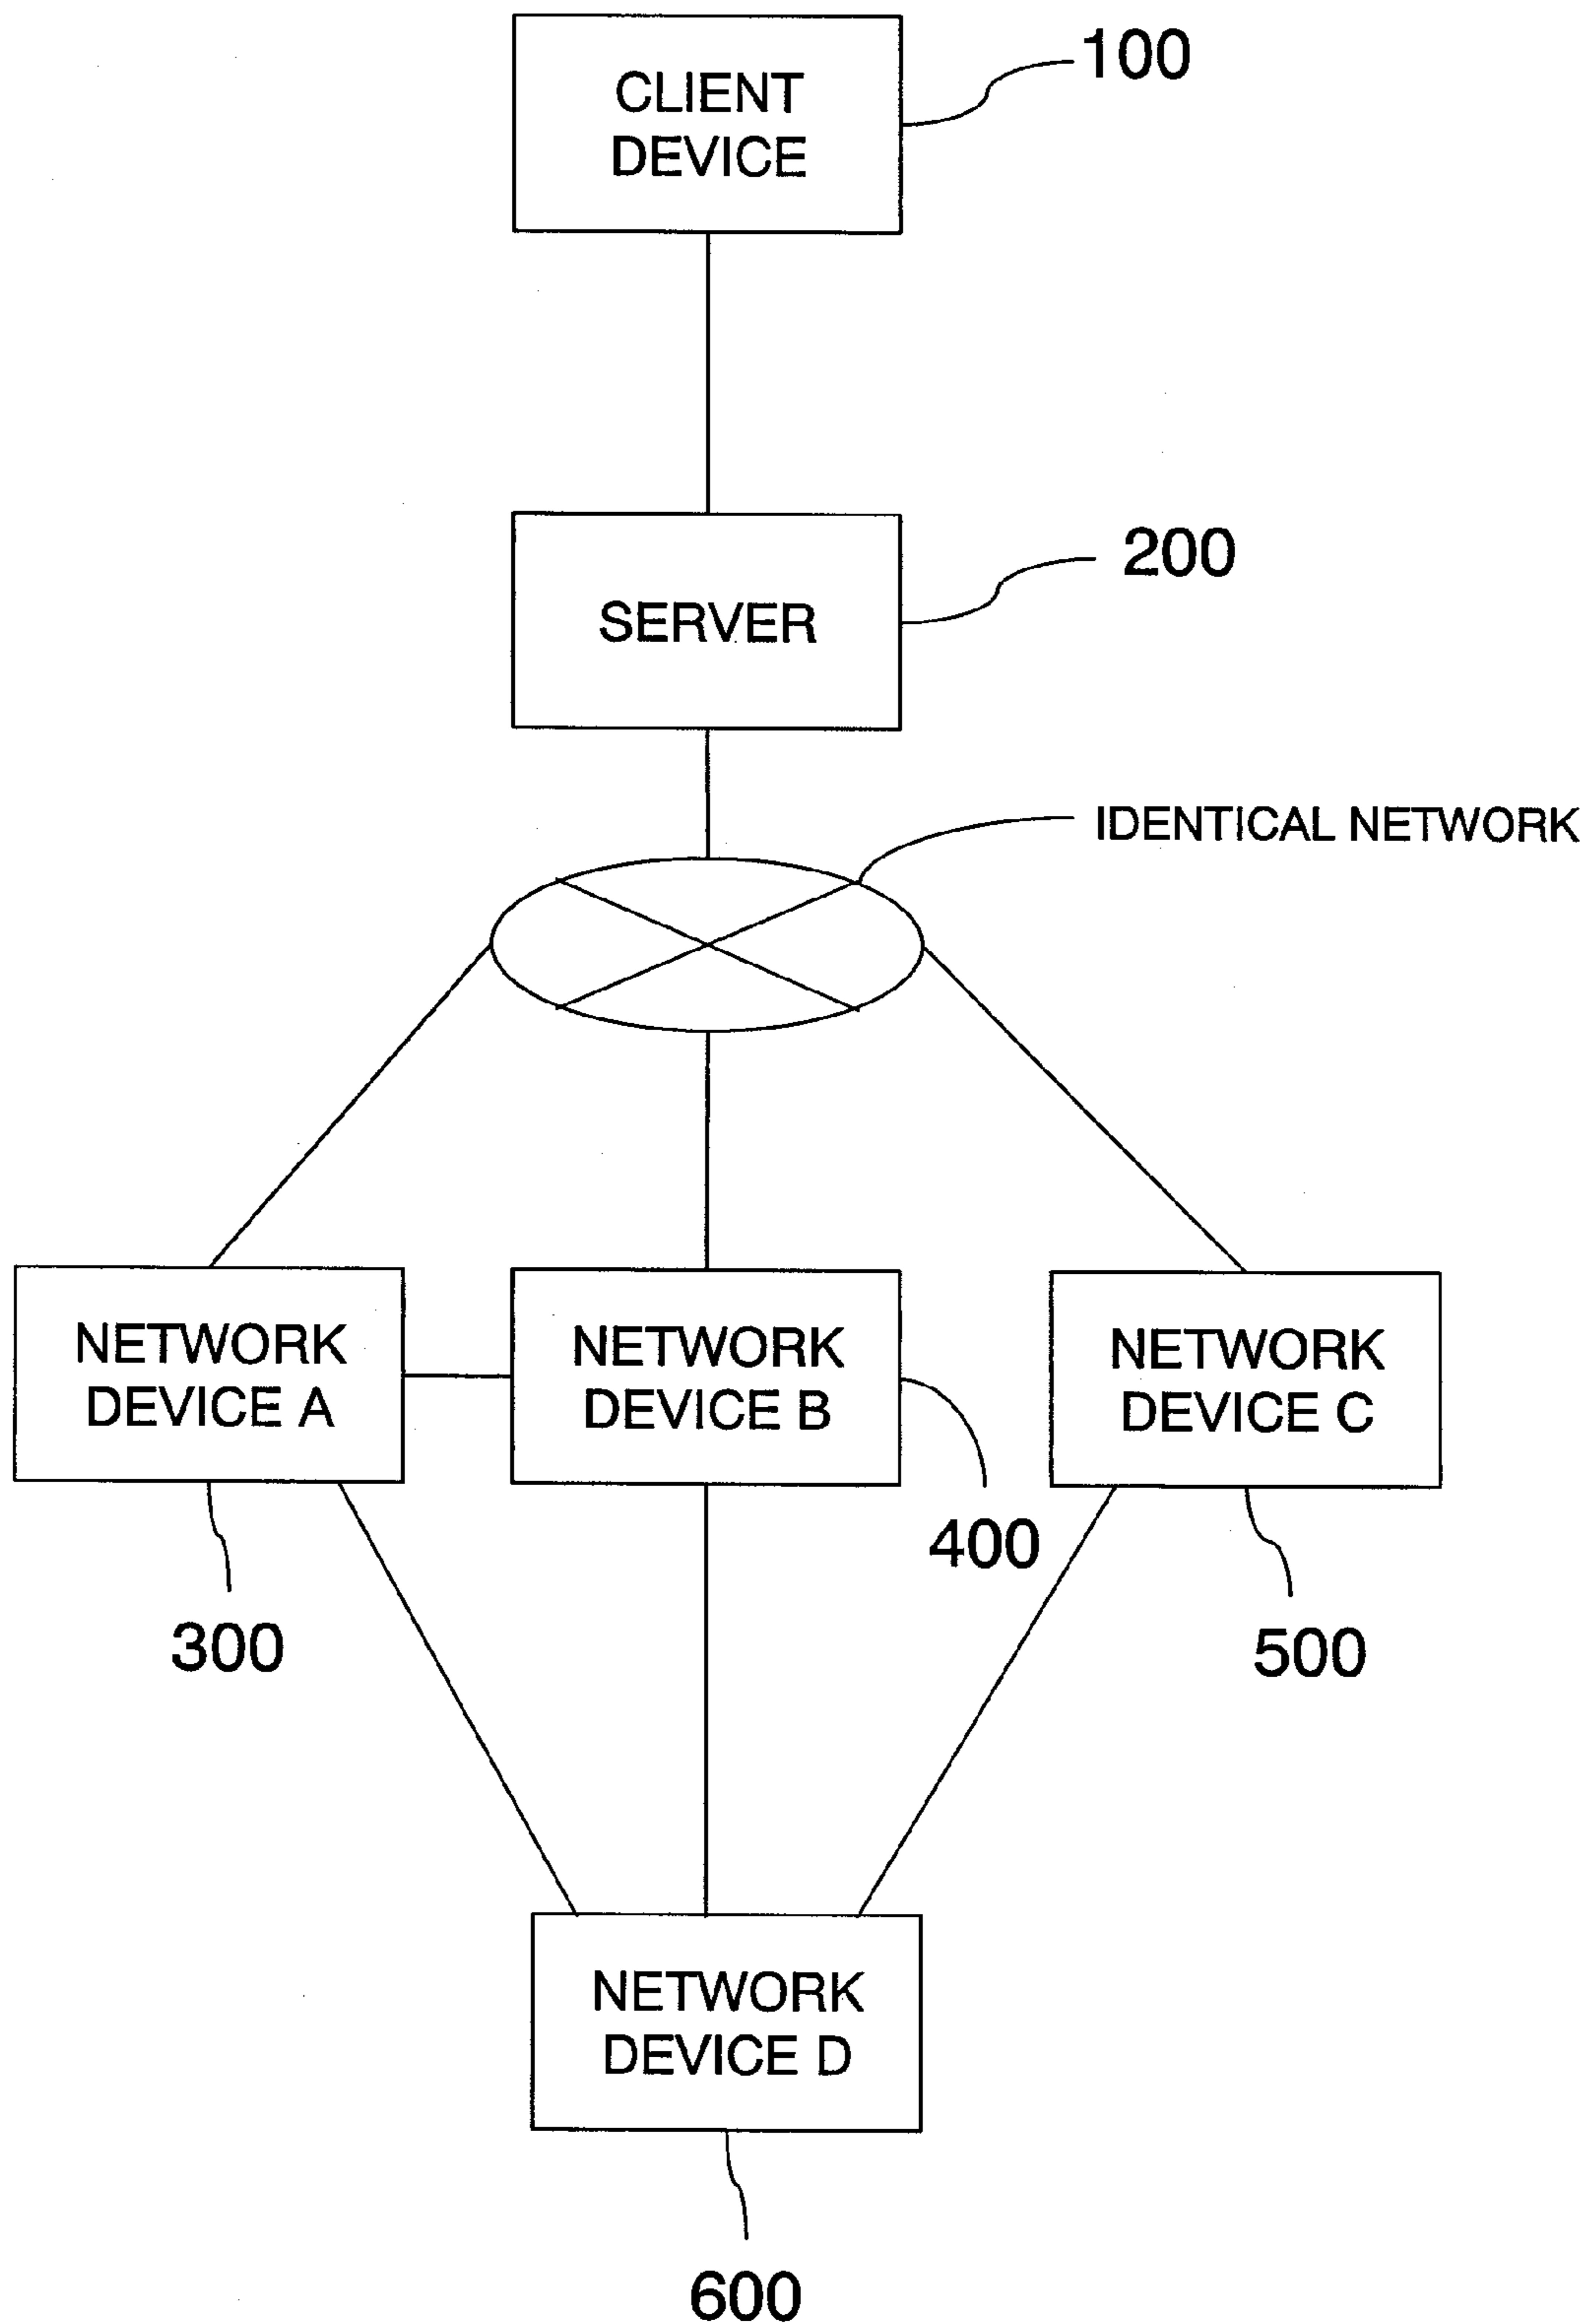 CLIENT
DEVICE
100
SERVER
200
IDENTICAL NETWORK
NETWORK
DEVICE A
NETWORK
DEVICE B
NETWORK
DEVICE C
300
400
500
NETWORK
DEVICE D
600